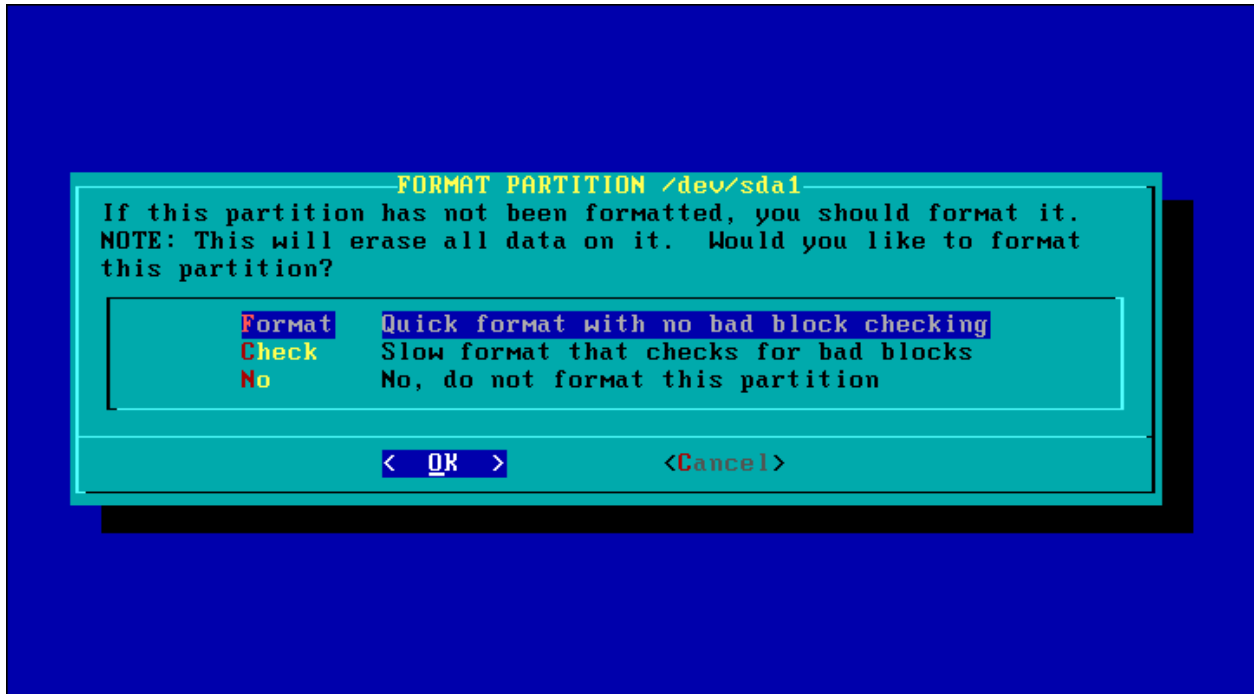 FORMAT PARTITION /dev/sda1
If this partition has not been formatted, you should format it.
NOTE: This will erase all data on it.  Would you like to format
this partition?
Format   Quick format with no bad block checking
Check    Slow format that checks for bad blocks
No       No, do not format this partition
<  OK  >          <Cancel>